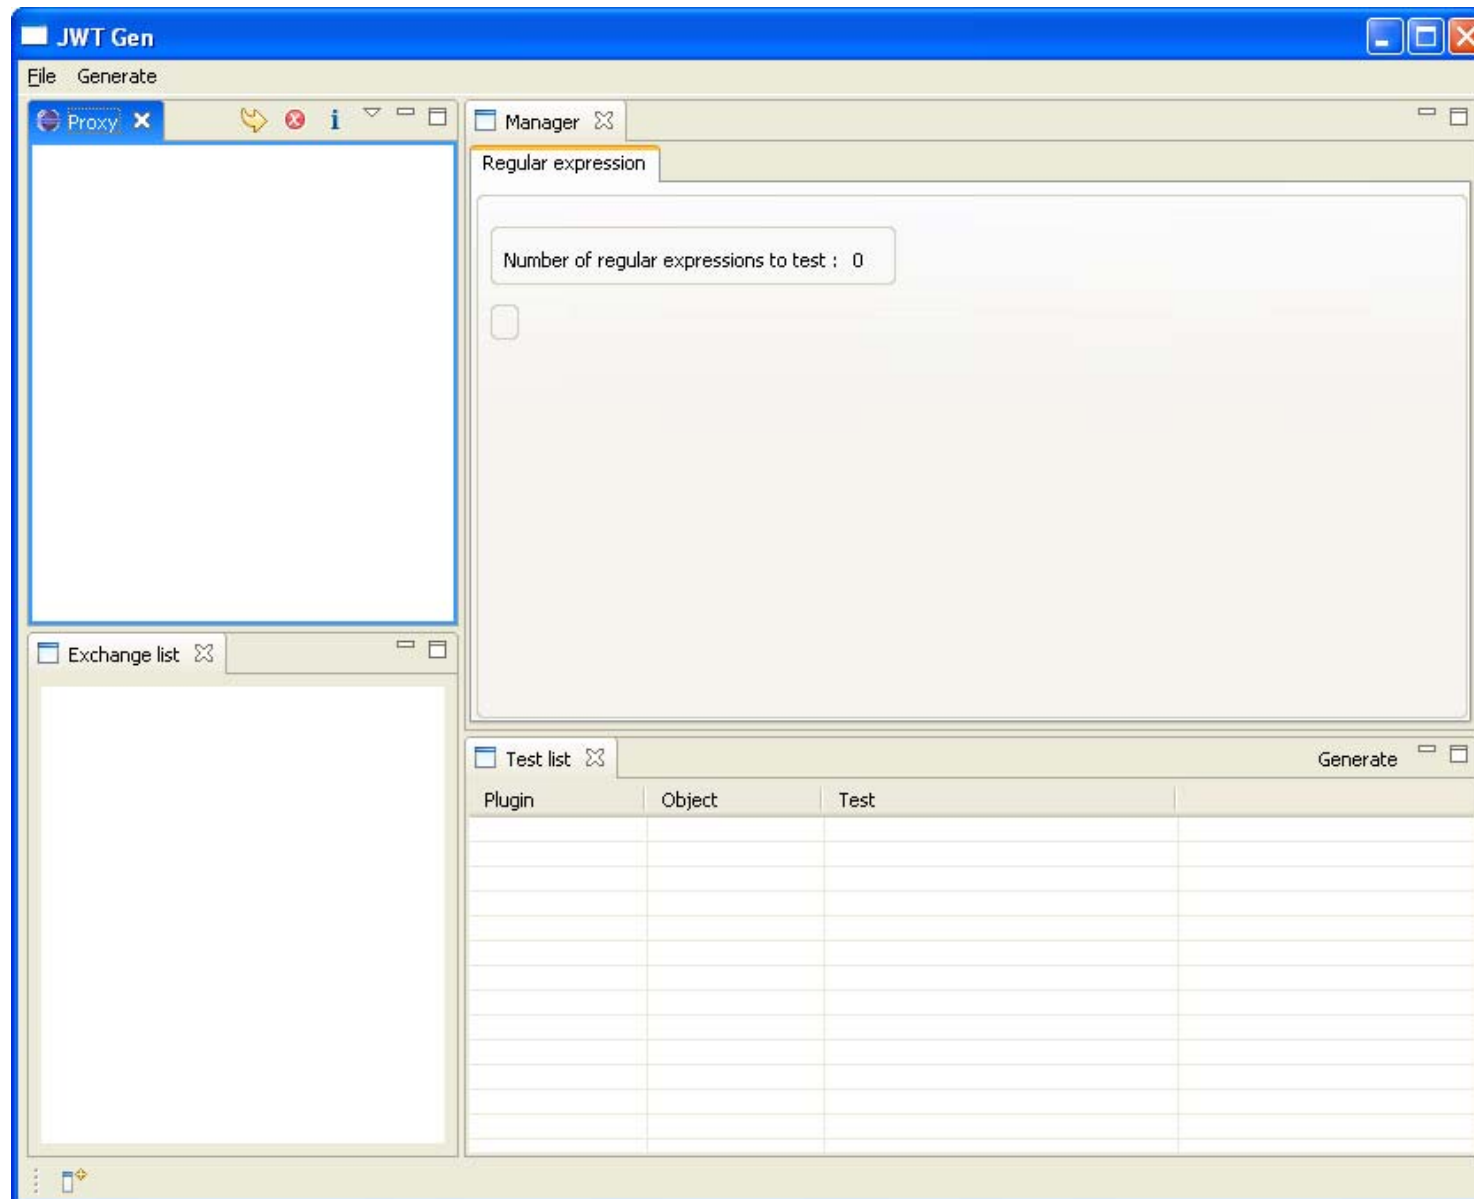 JWT Gen
File Generate
Proxy
Manager
Regular expression
Number of regular expressions to test : 0
Exchange list
Test list
Generate
Plugin Object Test